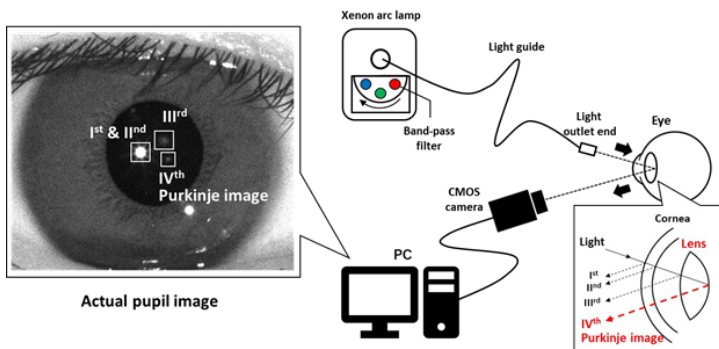 Xenon arc lamp
Light guide
Band-pass
filter
Light
outlet end
Eye
CMOS
camera
PC
IIIrd
Ist & IInd
IVth
Purkinje image
Actual pupil image
Cornea
Light
Lens
Ist
IInd
IIIrd
IVth
Purkinje image